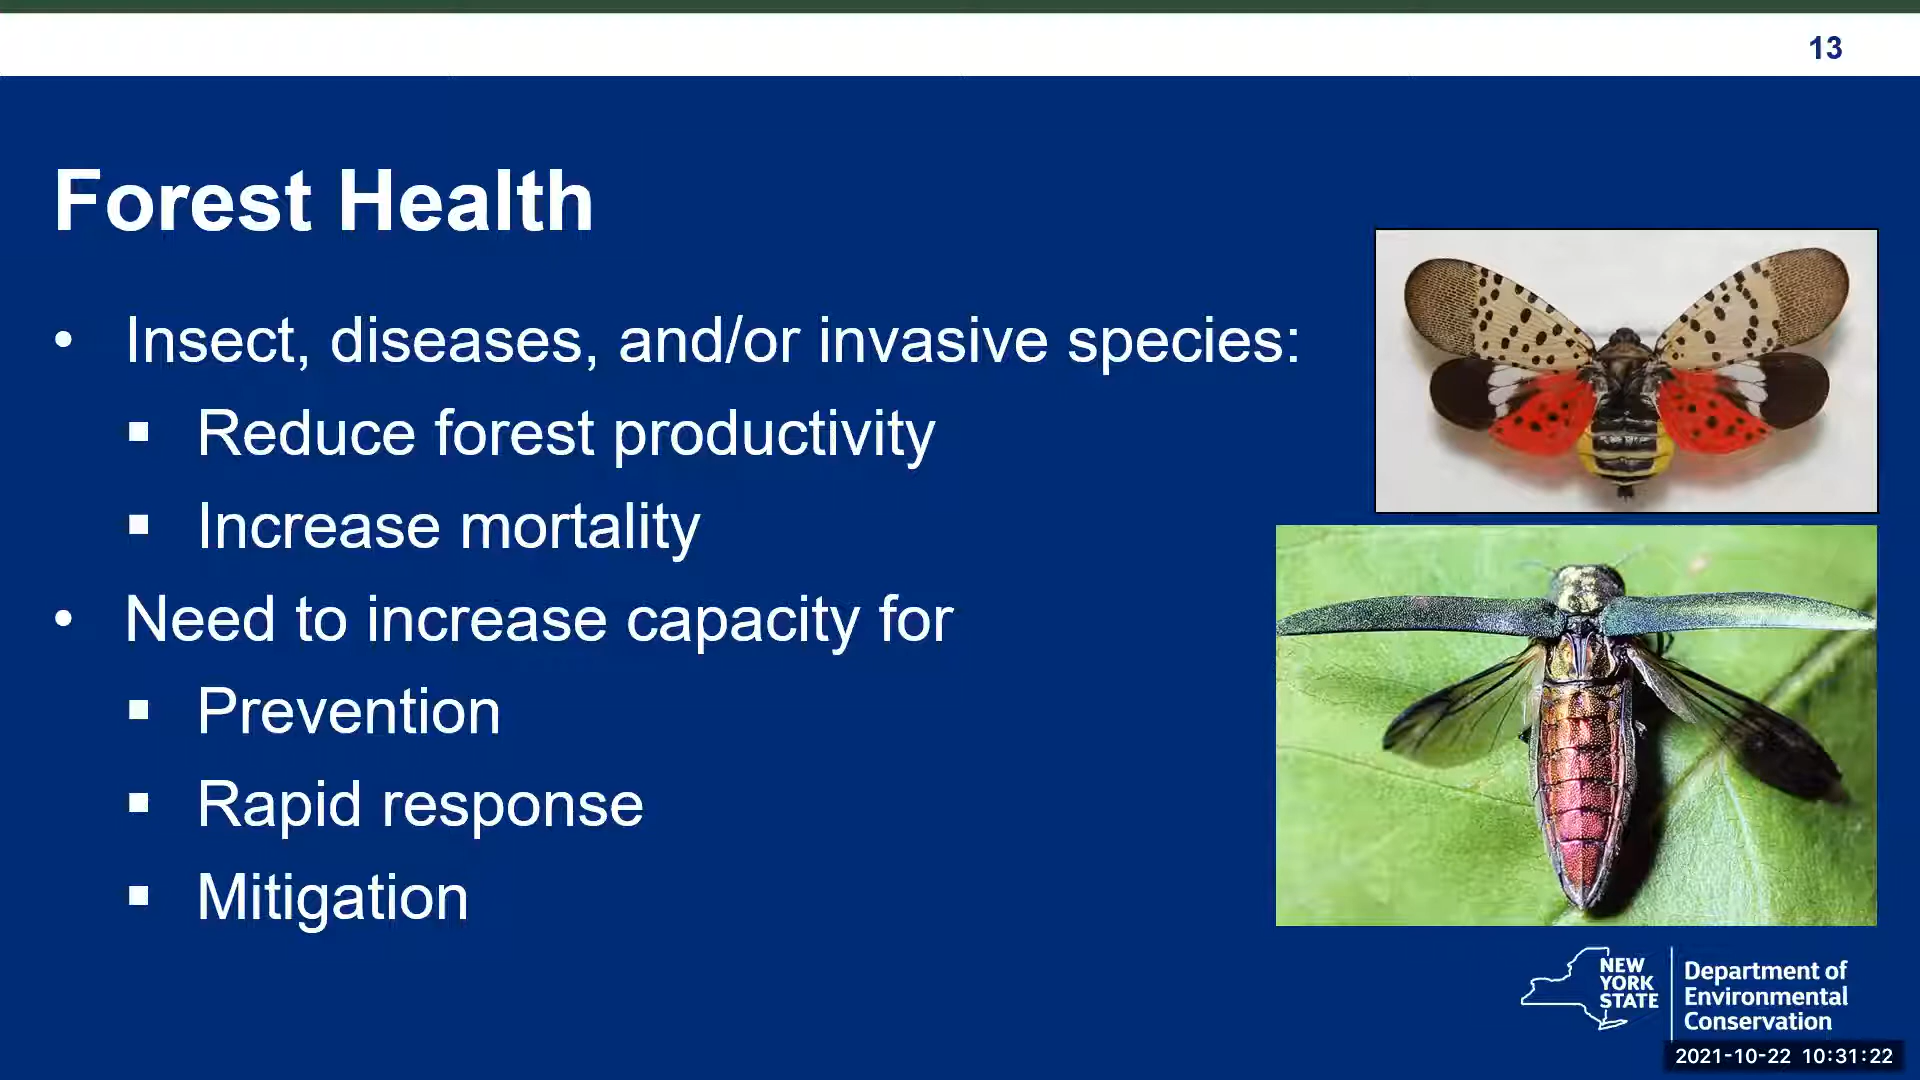 13
Forest Health
• Insect, diseases, and/or invasive species:
▪ Reduce forest productivity
▪ Increase mortality
• Need to increase capacity for
▪ Prevention
▪ Rapid response
▪ Mitigation
NEW
YORK
STATE
Department of
Environmental
Conservation
2021-10-22 10:31:22